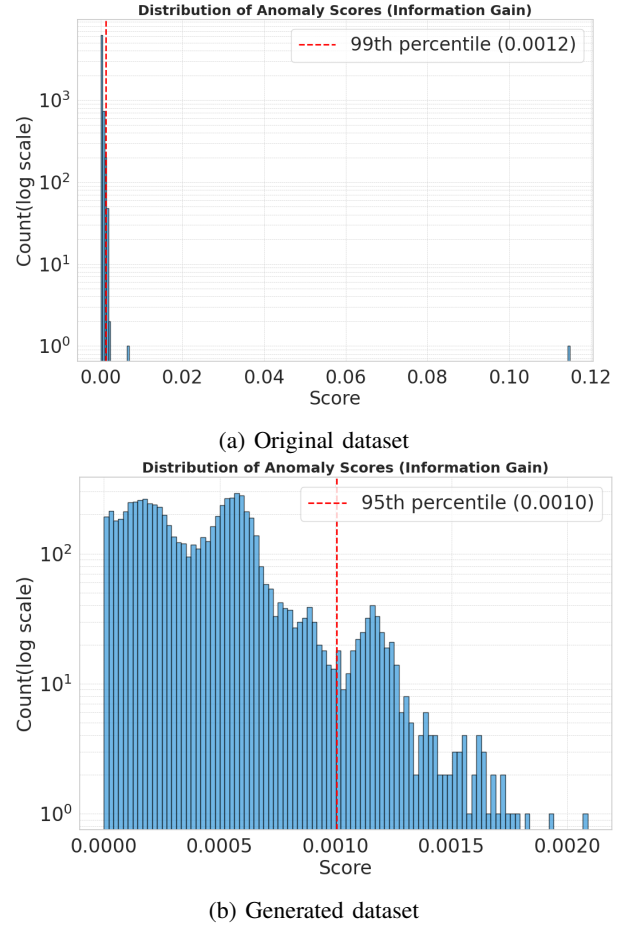 Distribution of Anomaly Scores (Information Gain)
99th percentile (0.0012)
Count(log scale)
10³
10²
10¹
10⁰
0.00 0.02 0.04 0.06 0.08 0.10 0.12
Score
(a) Original dataset
Distribution of Anomaly Scores (Information Gain)
95th percentile (0.0010)
Count(log scale)
10²
10¹
10⁰
0.0000 0.0005 0.0010 0.0015 0.0020
Score
(b) Generated dataset